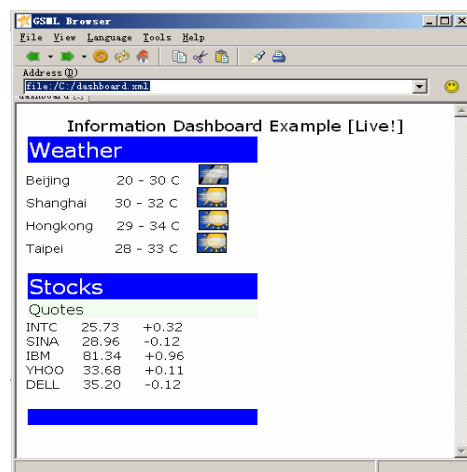 GSML Browser
File View Language Tools Help
Address(D)
file:/C:/dashboard.xml
dashboard
Information Dashboard Example [Live!]
Weather
Beijing 20 - 30 C
Shanghai 30 - 32 C
Hongkong 29 - 34 C
Taipei 28 - 33 C
Stocks
Quotes
INTC 25.73 +0.32
SINA 28.96 -0.12
IBM 81.34 +0.96
YHOO 33.68 +0.11
DELL 35.20 -0.12